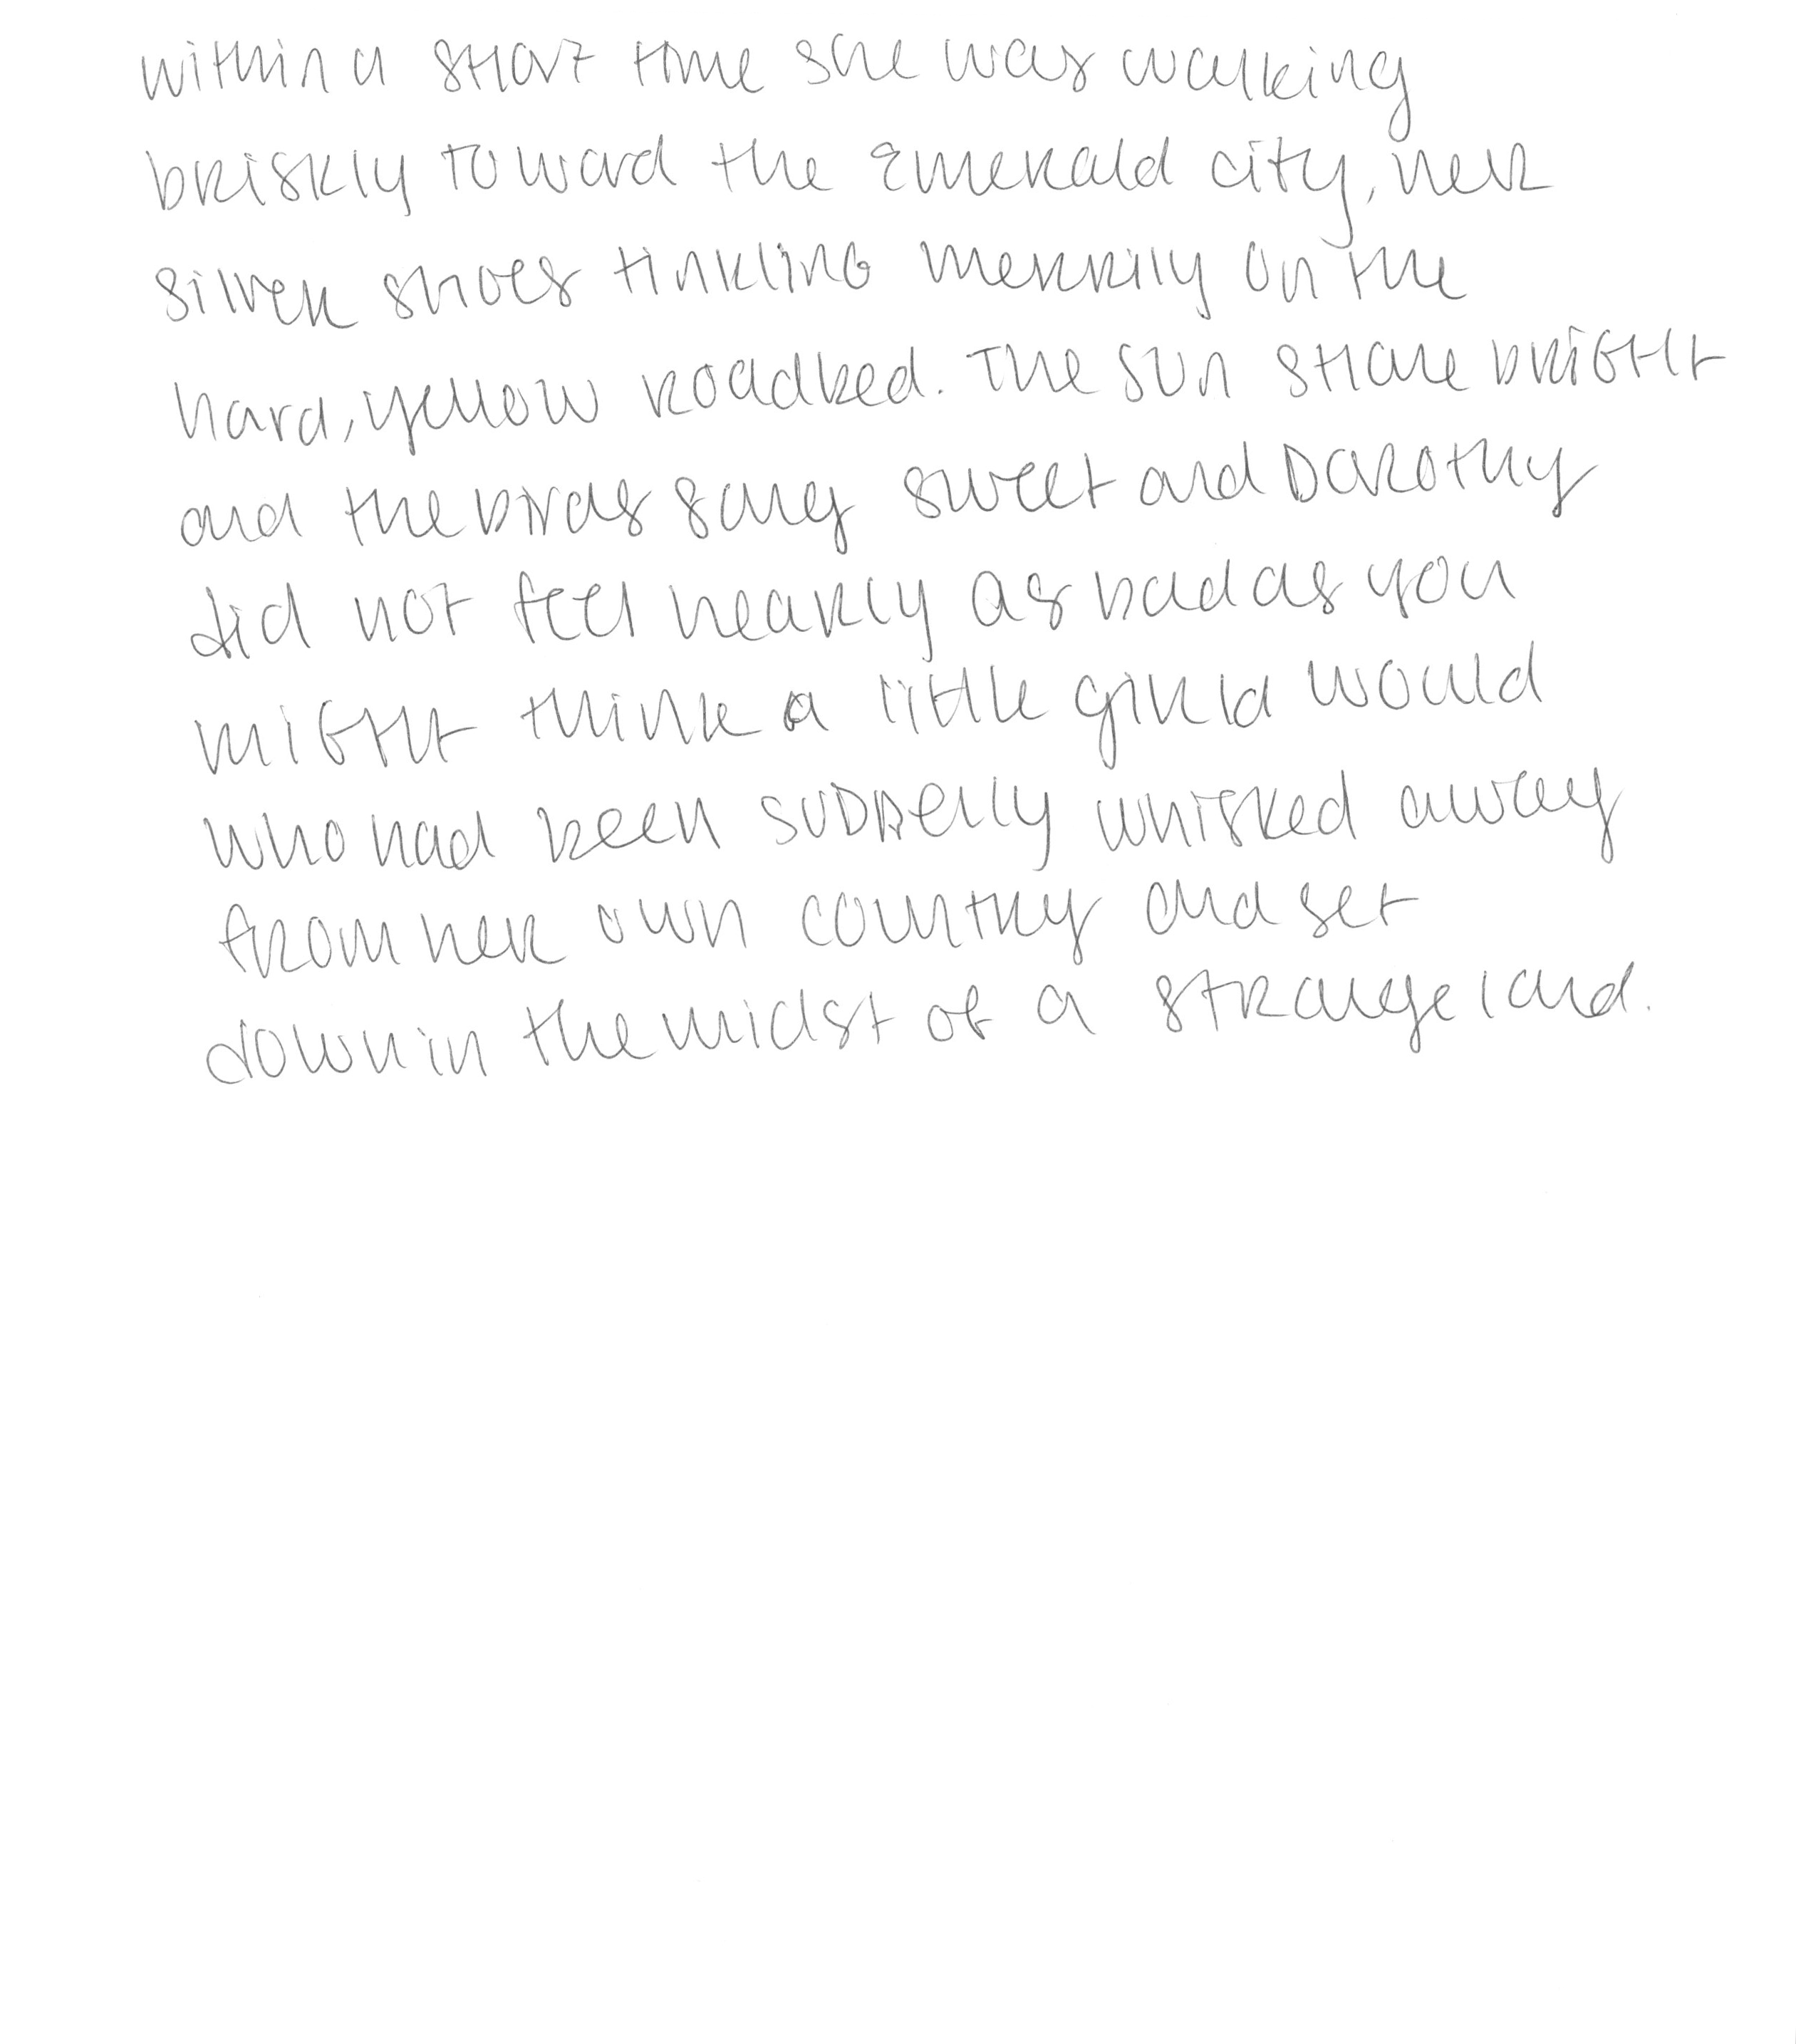 within a short time she was walking
briskly toward the Emerald city, her
silver shoes tinkling merrily on the
hard, yellow roadbed. The sun shone bright
and the birds sang sweet and Dorothy
did not feel nearly as bad as you
might think a little girl would
who had been suddenly whisked away
from her own country and set
down in the midst of a strange land.